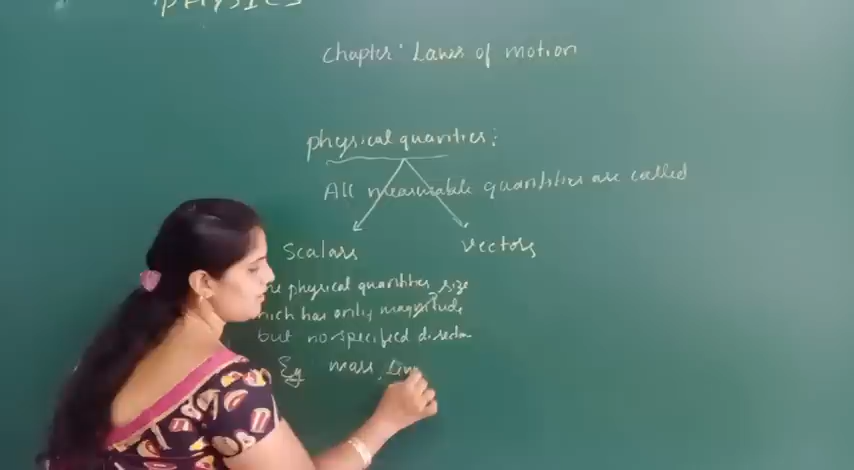 PHYSICS
Chapter: Laws of motion
physical quantities:
All measurable quantities are called
Scalars
vectors
physical quantities size
which has only magnitude
but no specified direction
Eg mass,